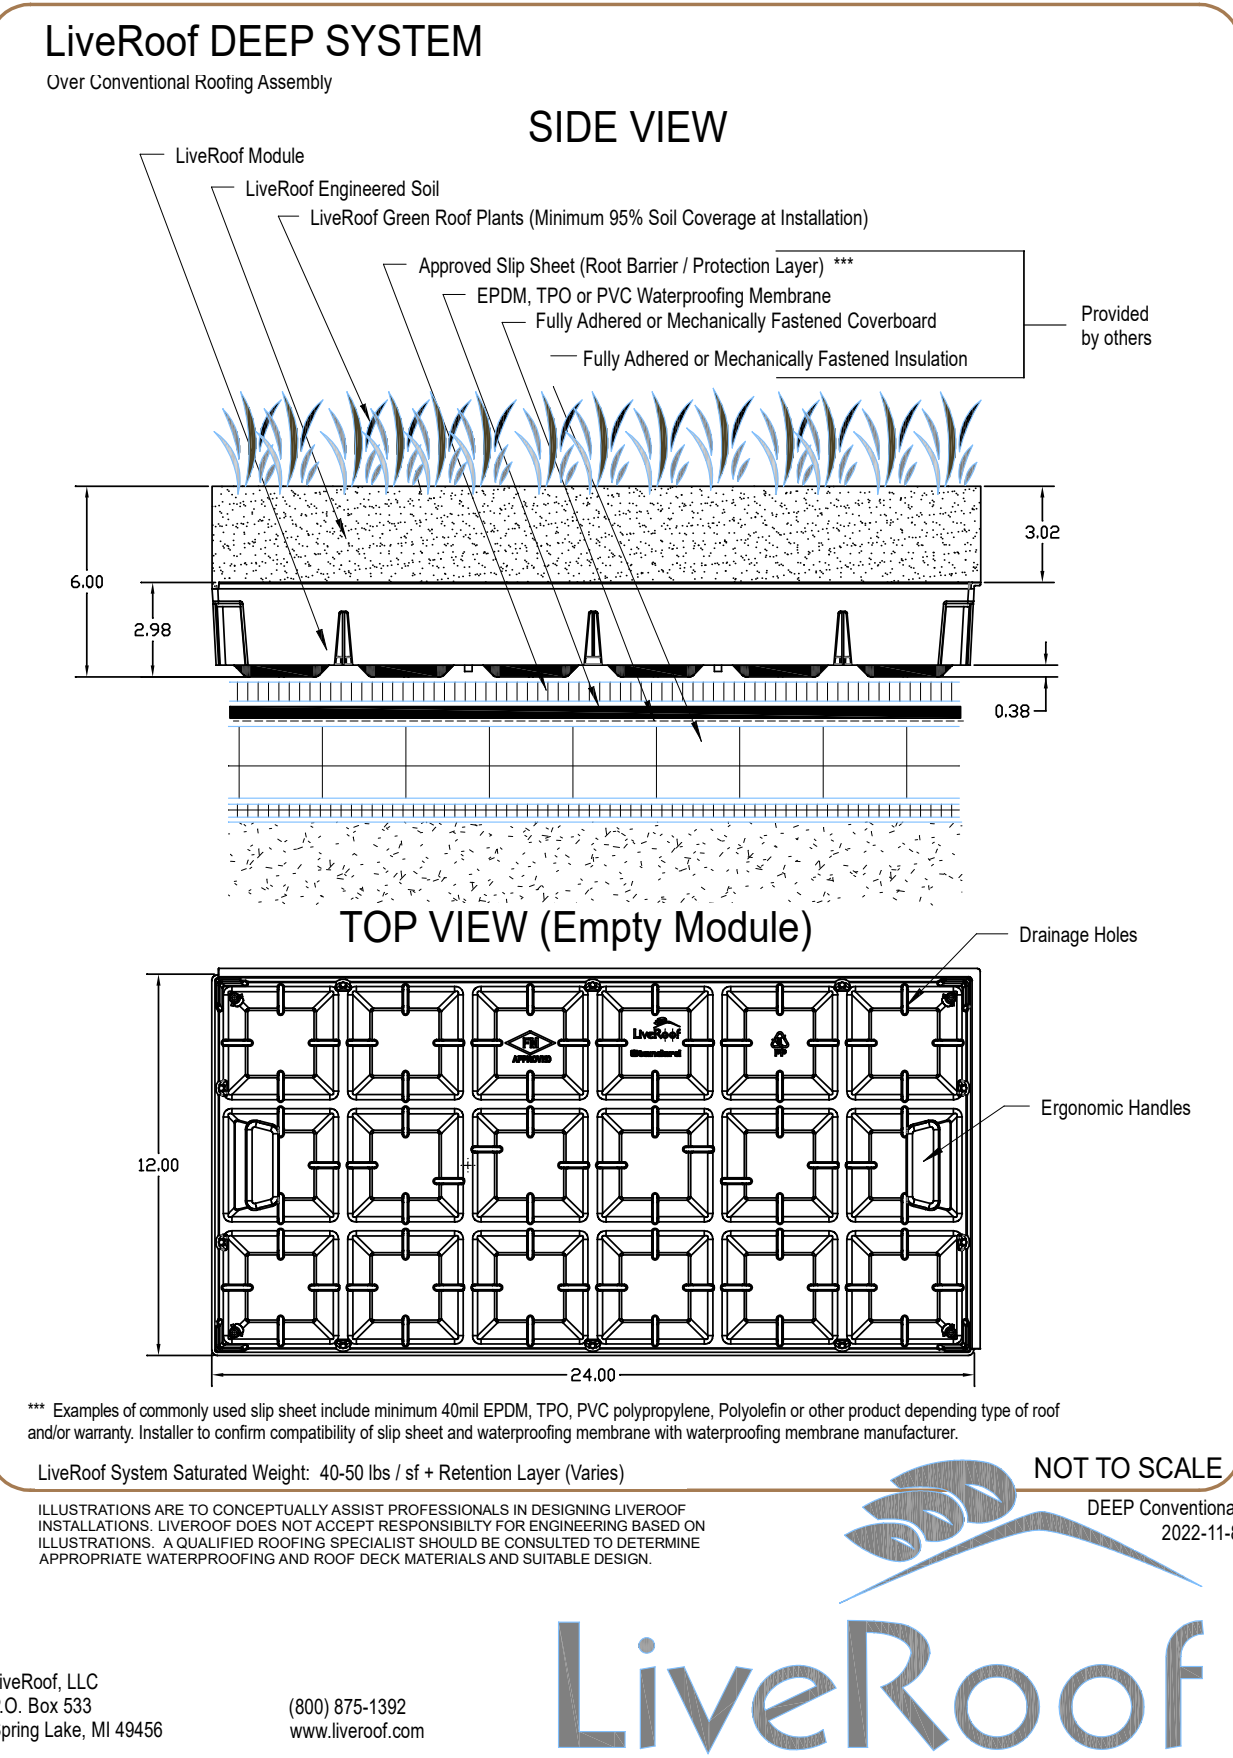 LiveRoof DEEP SYSTEM
Over Conventional Roofing Assembly
SIDE VIEW
LiveRoof Module
LiveRoof Engineered Soil
LiveRoof Green Roof Plants (Minimum 95% Soil Coverage at Installation)
Approved Slip Sheet (Root Barrier / Protection Layer) ***
EPDM, TPO or PVC Waterproofing Membrane
Fully Adhered or Mechanically Fastened Coverboard
Fully Adhered or Mechanically Fastened Insulation
Provided
by others
6.00
2.98
3.02
0.38
TOP VIEW (Empty Module)
Drainage Holes
FM
APPROVED
LiveRoof
Standard
PP
Ergonomic Handles
12.00
24.00
*** Examples of commonly used slip sheet include minimum 40mil EPDM, TPO, PVC polypropylene, Polyolefin or other product depending type of roof
and/or warranty. Installer to confirm compatibility of slip sheet and waterproofing membrane with waterproofing membrane manufacturer.
LiveRoof System Saturated Weight: 40-50 lbs / sf + Retention Layer (Varies)
NOT TO SCALE
ILLUSTRATIONS ARE TO CONCEPTUALLY ASSIST PROFESSIONALS IN DESIGNING LIVEROOF
INSTALLATIONS. LIVEROOF DOES NOT ACCEPT RESPONSIBILTY FOR ENGINEERING BASED ON
ILLUSTRATIONS. A QUALIFIED ROOFING SPECIALIST SHOULD BE CONSULTED TO DETERMINE
APPROPRIATE WATERPROOFING AND ROOF DECK MATERIALS AND SUITABLE DESIGN.
DEEP Conventiona
2022-11-8
LiveRoof
iveRoof, LLC
.O. Box 533
pring Lake, MI 49456
(800) 875-1392
www.liveroof.com